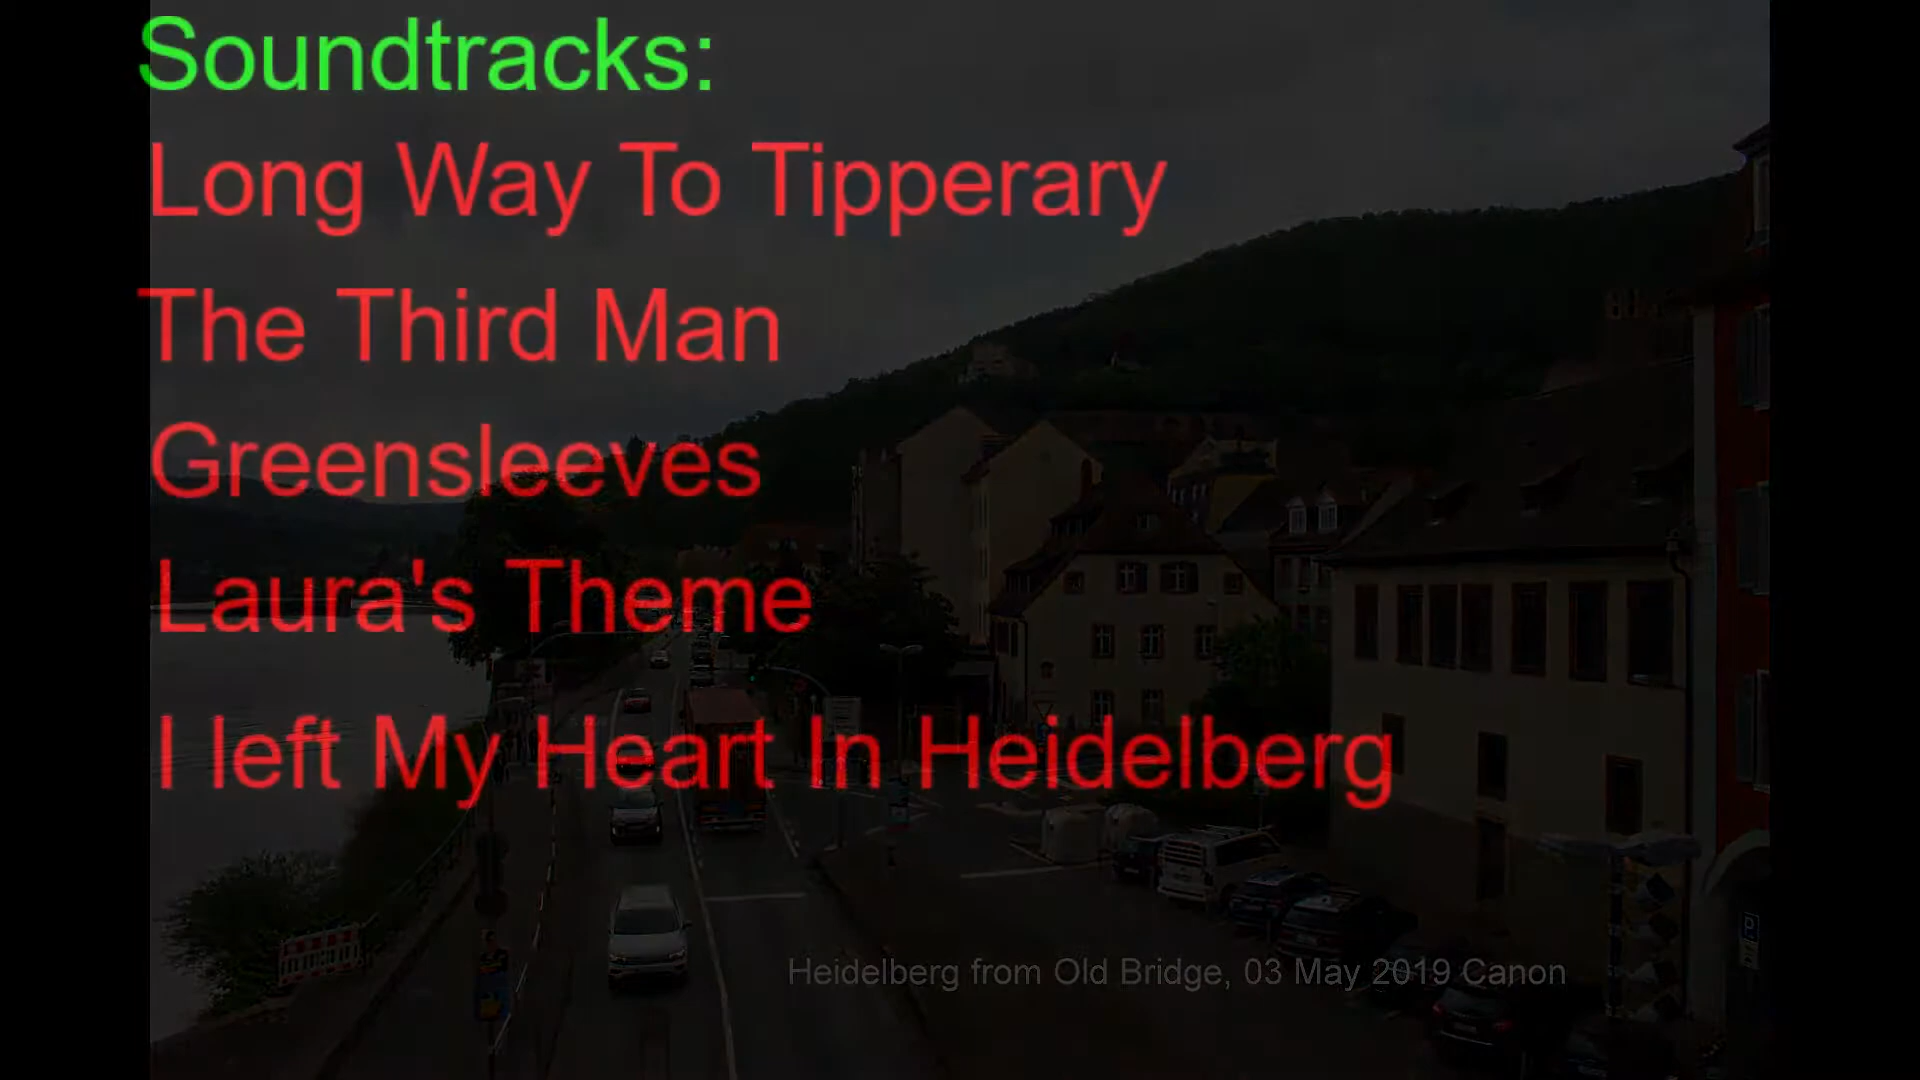 Soundtracks:
Long Way To Tipperary
The Third Man
Greensleeves
Laura's Theme
I left My Heart In Heidelberg
Heidelberg from Old Bridge, 03 May 2019 Canon